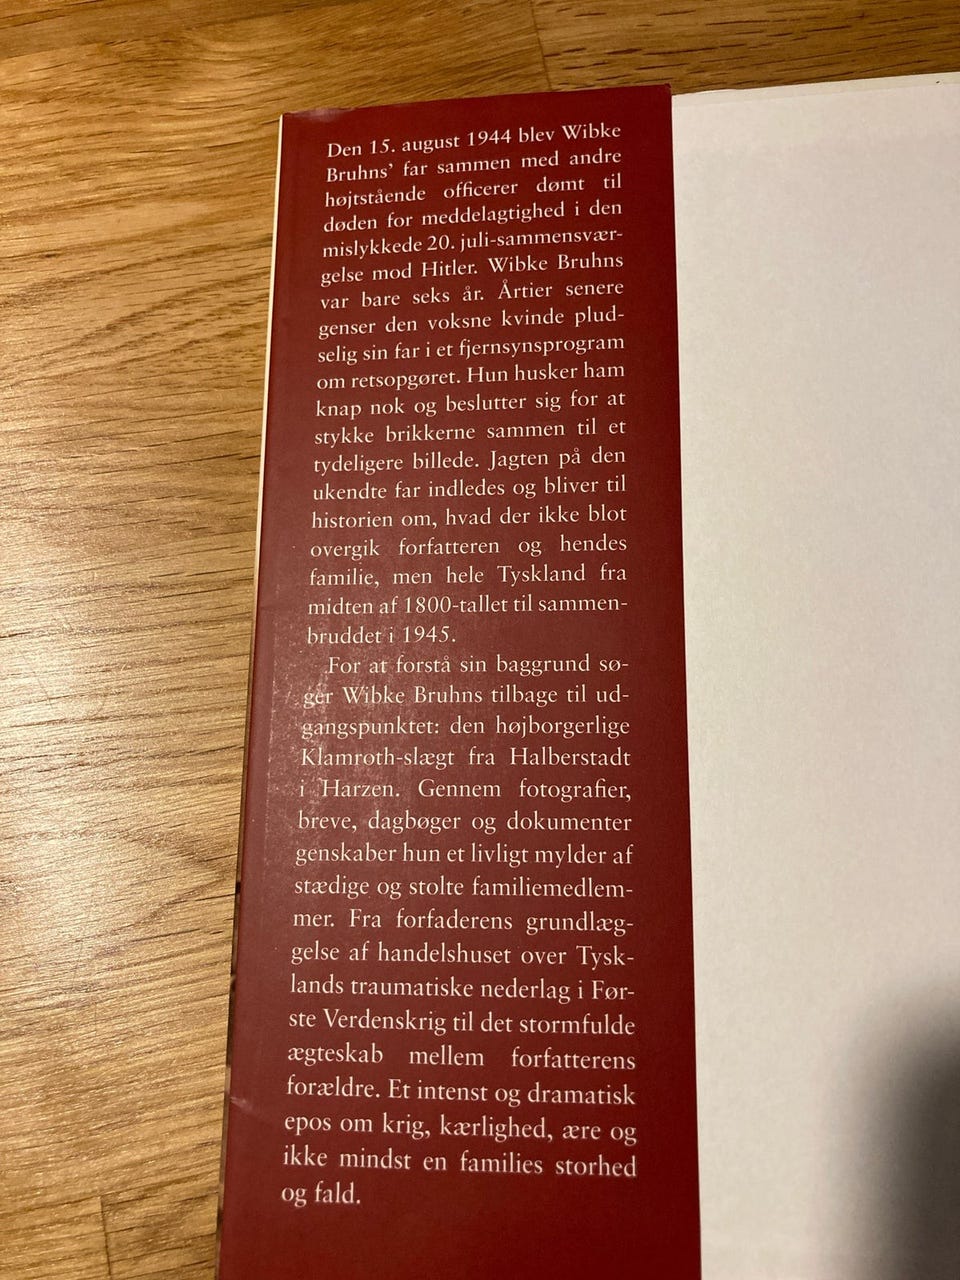 Den 15. august 1944 blev Wibke
Bruhns’ far sammen med andre
højtstående officerer dømt til
døden for meddelagtighed i den
mislykkede 20. juli-sammensvær-
gelse mod Hitler. Wibke Bruhns
var bare seks år. Årtier senere
genser den voksne kvinde plud-
selig sin far i et fjernsynsprogram
om retsopgøret. Hun husker ham
knap nok og beslutter sig for at
stykke brikkerne sammen til et
tydeligere billede. Jagten på den
ukendte far indledes og bliver til
historien om, hvad der ikke blot
overgik forfatteren og hendes
familie, men hele Tyskland fra
midten af 1800-tallet til sammen-
bruddet i 1945.
For at forstå sin baggrund sø-
ger Wibke Bruhns tilbage til ud-
gangspunktet: den højborgerlige
Klamroth-slægt fra Halberstadt
i Harzen. Gennem fotografier,
breve, dagbøger og dokumenter
genskaber hun et livligt mylder af
stædige og stolte familiemedlem-
mer. Fra forfaderens grundlæg-
gelse af handelshuset over Tysk-
lands traumatiske nederlag i Før-
ste Verdenskrig til det stormfulde
ægteskab mellem forfatterens
forældre. Et intenst og dramatisk
epos om krig, kærlighed, ære og
ikke mindst en families storhed
og fald.